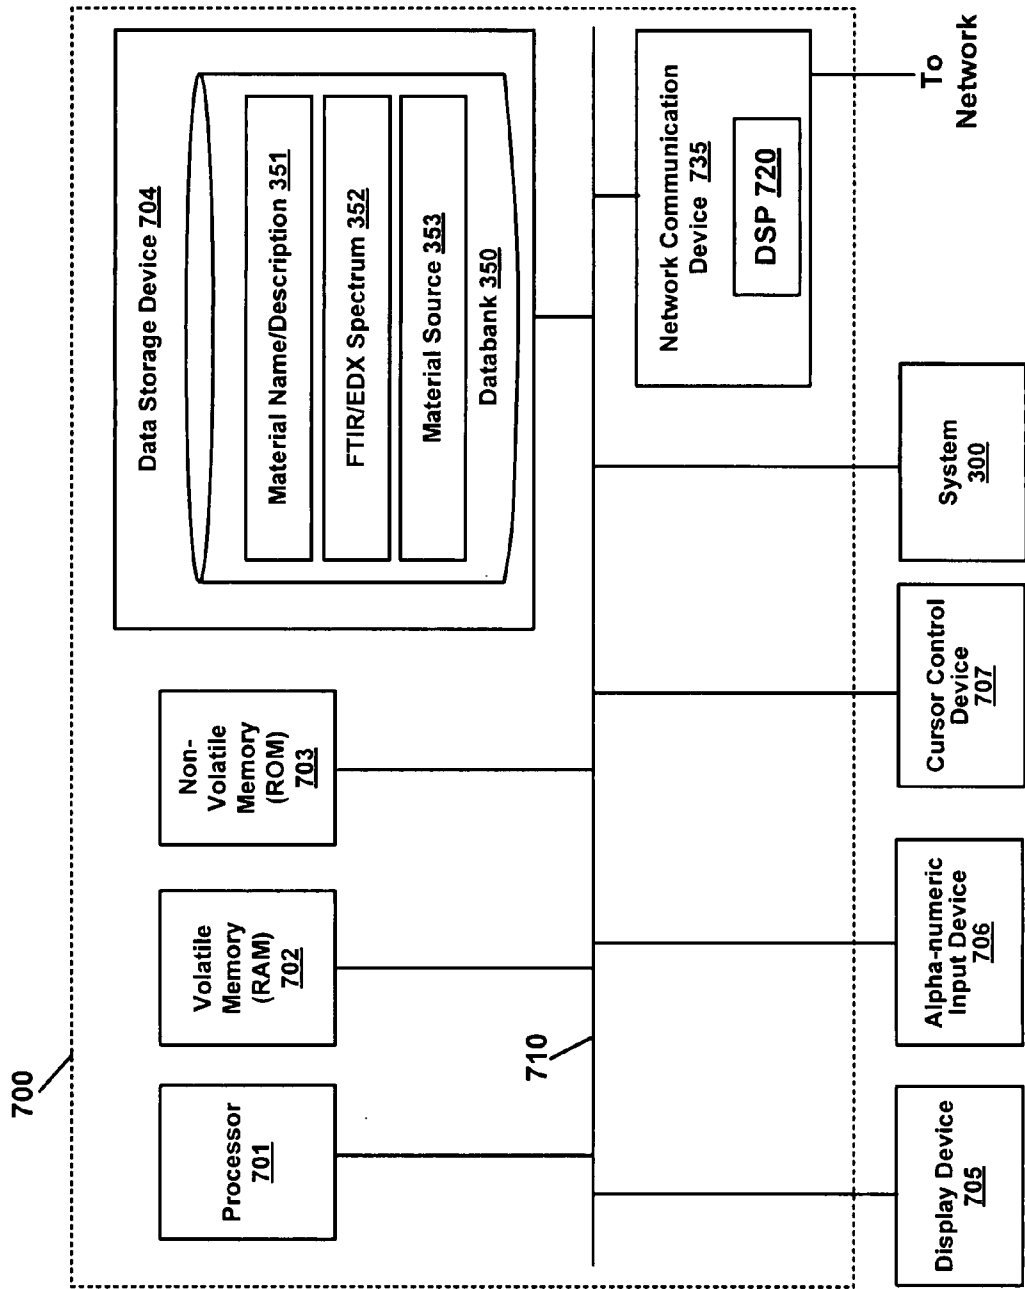 700
Processor
701
Volatile
Memory
(RAM)
702
Non-
Volatile
Memory
(ROM)
703
Data Storage Device 704
Material Name/Description 351
FTIR/EDX Spectrum 352
Material Source 353
Databank 350
710
Network Communication
Device 735
DSP 720
To
Network
Display Device
705
Alpha-numeric
Input Device
706
Cursor Control
Device
707
System
300